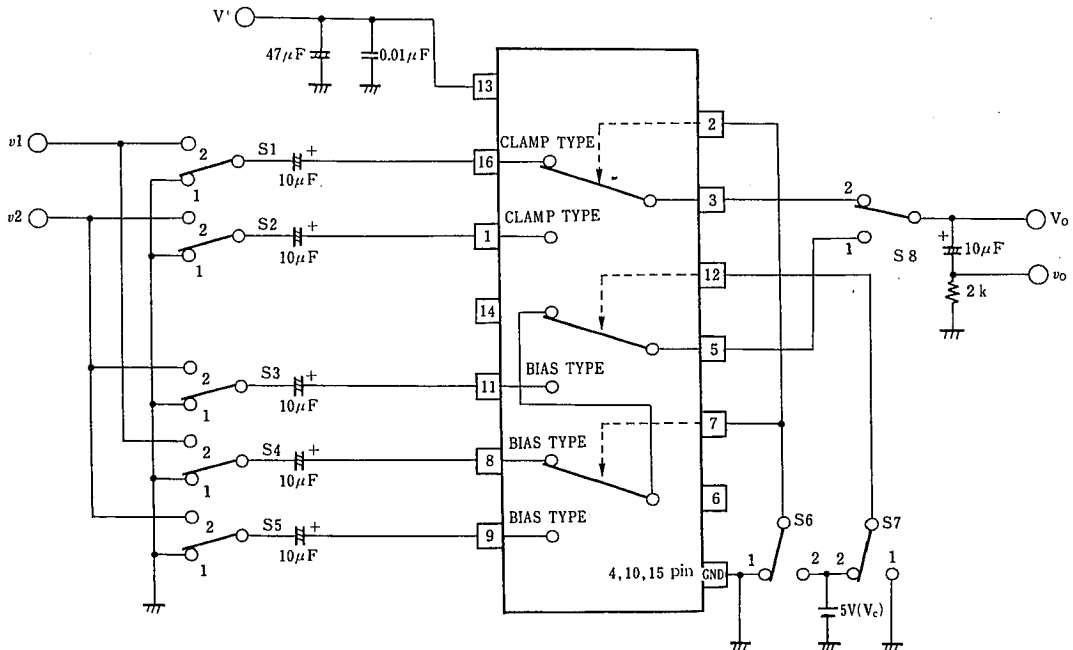 V'
47μF
0.01μF
13
2
v1
2
S1
+
CLAMP TYPE
16
10μF
1
3
2
Vo
v2
2
S2
+
CLAMP TYPE
1
10μF
1
1
S8
+
10μF
12
vo
2k
14
5
2
S3
+
BIAS TYPE
11
10μF
1
7
2
S4
+
BIAS TYPE
8
10μF
1
6
2
S5
+
BIAS TYPE
9
10μF
1
S6
S7
4,10,15 pin
GND
1
2
2
1
5V(Vc)